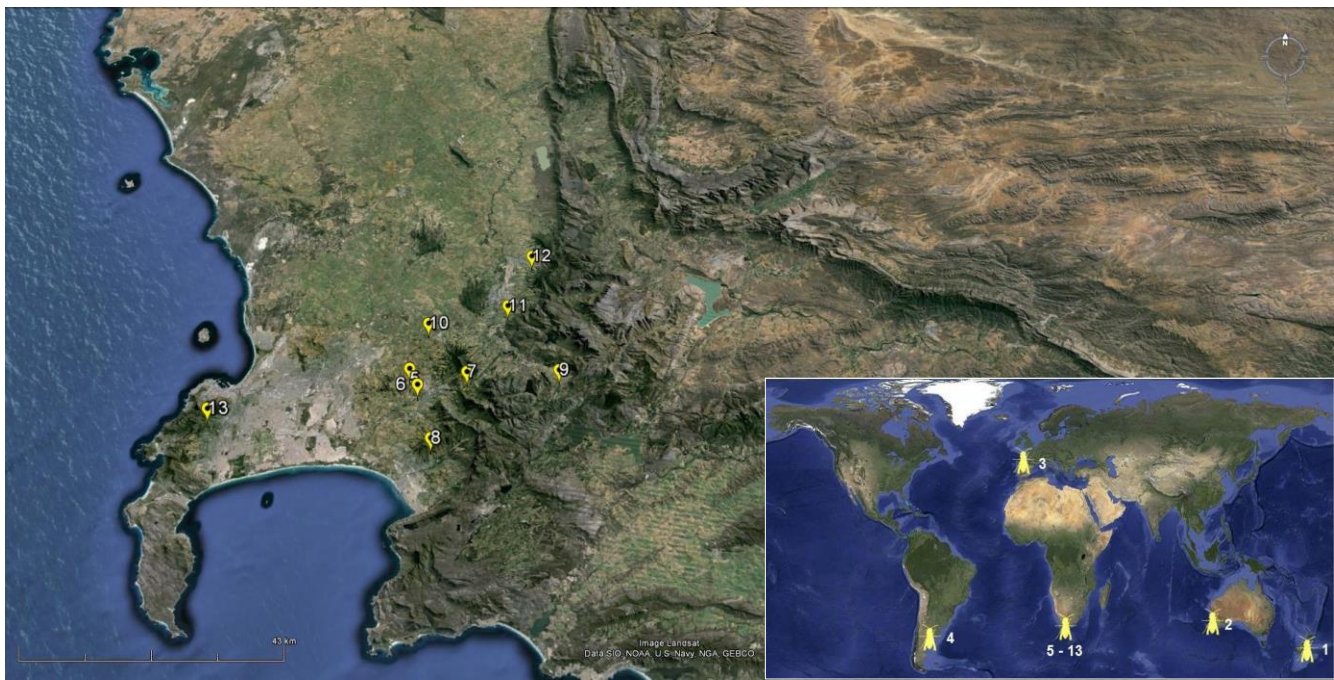 N
12
11
10
7
9
6
5
13
8
43 km
Image Landsat
Data SIO, NOAA, U.S. Navy, NGA, GEBCO
3
2
4
5 - 13
1